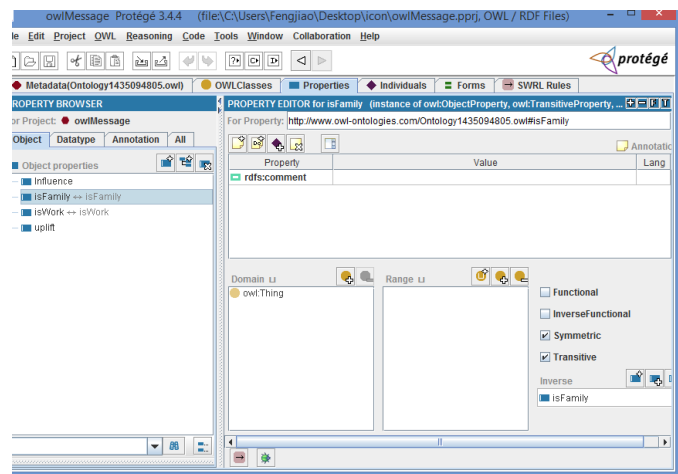 owlMessage Protégé 3.4.4 (file:\C:\Users\Fengjiao\Desktop\icon\owlMessage.pprj, OWL / RDF Files)
le Edit Project OWL Reasoning Code Tools Window Collaboration Help
protégé
Metadata(Ontology1435094805.owl) OWLClasses Properties Individuals Forms SWRL Rules
ROPERTY BROWSER
or Project: owlMessage
Object Datatype Annotation All
Object properties
Influence
isFamily ↔ isFamily
isWork ↔ isWork
uplift
PROPERTY EDITOR for isFamily (instance of owl:ObjectProperty, owl:TransitiveProperty, ...
For Property: http://www.owl-ontologies.com/Ontology1435094805.owl#isFamily
Annotatic
Property Value Lang
rdfs:comment
Domain ⊔
owl:Thing
Range ⊔
Functional
InverseFunctional
Symmetric
Transitive
Inverse
isFamily